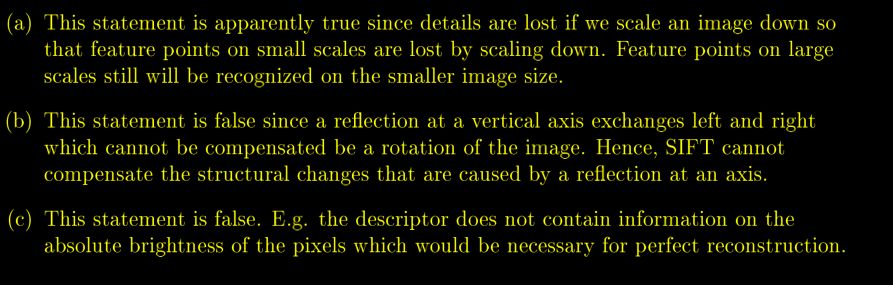 (a) This statement is apparently true since details are lost if we scale an image down so
that feature points on small scales are lost by scaling down. Feature points on large
scales still will be recognized on the smaller image size.
(b) This statement is false since a reflection at a vertical axis exchanges left and right
which cannot be compensated be a rotation of the image. Hence, SIFT cannot
compensate the structural changes that are caused by a reflection at an axis.
(c) This statement is false. E.g. the descriptor does not contain information on the
absolute brightness of the pixels which would be necessary for perfect reconstruction.